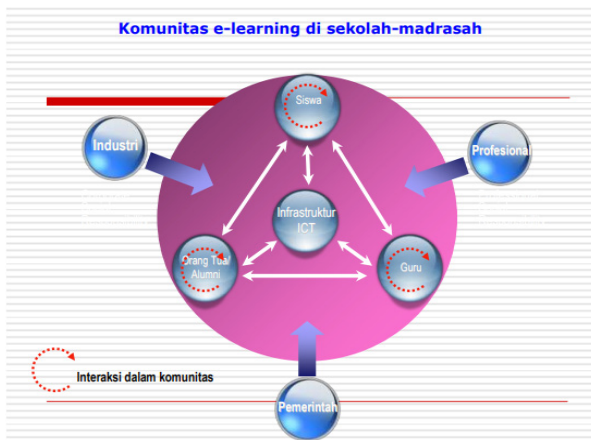 Komunitas e-learning di sekolah-madrasah
Siswa
Industri
Profesional
Infrastruktur
ICT
Orang Tua/
Alumni
Guru
Interaksi dalam komunitas
Pemerintah